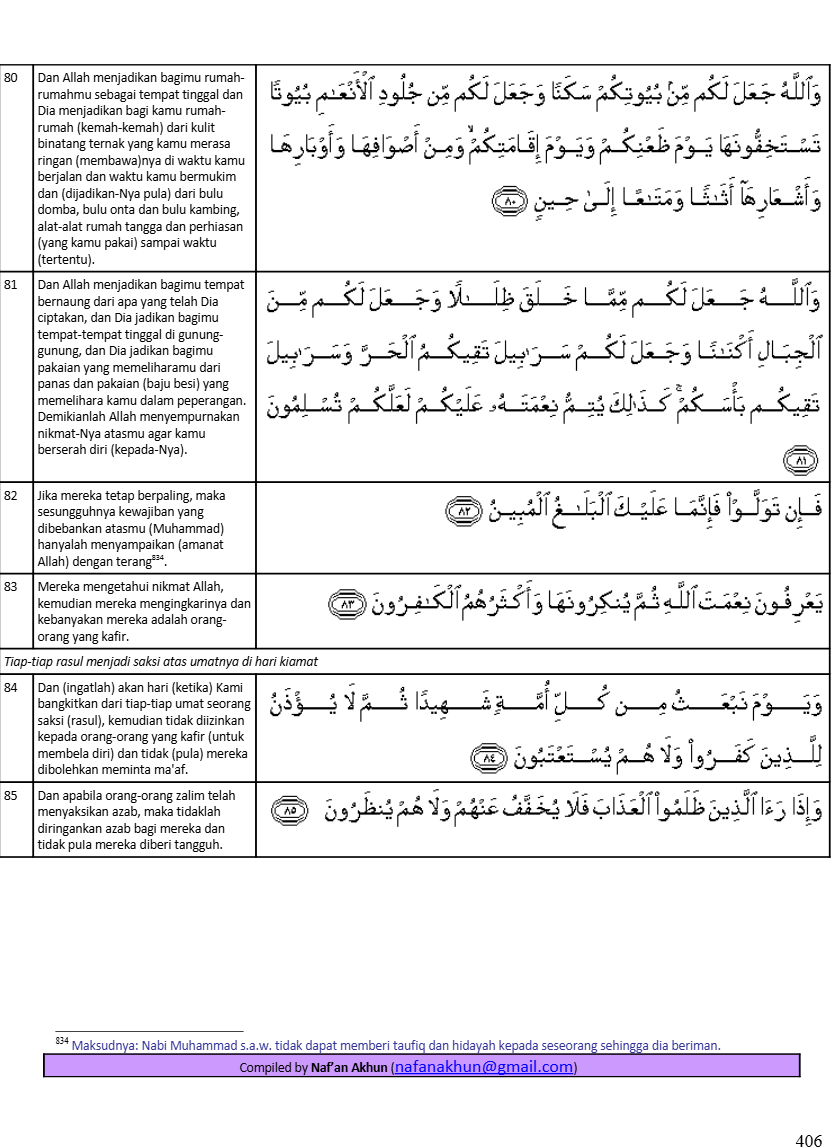 80
Dan Allah menjadikan bagimu rumah-
rumahmu sebagai tempat tinggal dan
Dia menjadikan bagi kamu rumah-
rumah (kemah-kemah) dari kulit
binatang ternak yang kamu merasa
ringan (membawa)nya di waktu kamu
berjalan dan waktu kamu bermukim
dan (dijadikan-Nya pula) dari bulu
domba, bulu onta dan bulu kambing,
alat-alat rumah tangga dan perhiasan
(yang kamu pakai) sampai waktu
(tertentu).
وَٱللَّهُ جَعَلَ لَكُم مِّنۢ بُيُوتِكُمْ سَكَنًا وَجَعَلَ لَكُم مِّن جُلُودِ ٱلْأَنْعَـٰمِ بُيُوتًا
تَسْتَخِفُّونَهَا يَوْمَ ظَعْنِكُمْ وَيَوْمَ إِقَامَتِكُمْ ۙ وَمِنْ أَصْوَافِهَا وَأَوْبَارِهَا
وَأَشْعَارِهَآ أَثَـٰثًا وَمَتَـٰعًا إِلَىٰ حِينٍ ٨٠
81
Dan Allah menjadikan bagimu tempat
bernaung dari apa yang telah Dia
ciptakan, dan Dia jadikan bagimu
tempat-tempat tinggal di gunung-
gunung, dan Dia jadikan bagimu
pakaian yang memeliharamu dari
panas dan pakaian (baju besi) yang
memelihara kamu dalam peperangan.
Demikianlah Allah menyempurnakan
nikmat-Nya atasmu agar kamu
berserah diri (kepada-Nya).
وَٱللَّهُ جَعَلَ لَكُم مِّمَّا خَلَقَ ظِلَـٰلًا وَجَعَلَ لَكُم مِّنَ
ٱلْجِبَالِ أَكْنَـٰنًا وَجَعَلَ لَكُمْ سَرَٰبِيلَ تَقِيكُمُ ٱلْحَرَّ وَسَرَٰبِيلَ
تَقِيكُم بَأْسَكُمْ ۚ كَذَٰلِكَ يُتِمُّ نِعْمَتَهُۥ عَلَيْكُمْ لَعَلَّكُمْ تُسْلِمُونَ
٨١
82
Jika mereka tetap berpaling, maka
sesungguhnya kewajiban yang
dibebankan atasmu (Muhammad)
hanyalah menyampaikan (amanat
Allah) dengan terang834.
فَإِن تَوَلَّوْا۟ فَإِنَّمَا عَلَيْكَ ٱلْبَلَـٰغُ ٱلْمُبِينُ ٨٢
83
Mereka mengetahui nikmat Allah,
kemudian mereka mengingkarinya dan
kebanyakan mereka adalah orang-
orang yang kafir.
يَعْرِفُونَ نِعْمَتَ ٱللَّهِ ثُمَّ يُنكِرُونَهَا وَأَكْثَرُهُمُ ٱلْكَـٰفِرُونَ ٨٣
Tiap-tiap rasul menjadi saksi atas umatnya di hari kiamat
84
Dan (ingatlah) akan hari (ketika) Kami
bangkitkan dari tiap-tiap umat seorang
saksi (rasul), kemudian tidak diizinkan
kepada orang-orang yang kafir (untuk
membela diri) dan tidak (pula) mereka
dibolehkan meminta ma'af.
وَيَوْمَ نَبْعَثُ مِن كُلِّ أُمَّةٍ شَهِيدًا ثُمَّ لَا يُؤْذَنُ
لِلَّذِينَ كَفَرُوا۟ وَلَا هُمْ يُسْتَعْتَبُونَ ٨٤
85
Dan apabila orang-orang zalim telah
menyaksikan azab, maka tidaklah
diringankan azab bagi mereka dan
tidak pula mereka diberi tangguh.
وَإِذَا رَءَا ٱلَّذِينَ ظَلَمُوا۟ ٱلْعَذَابَ فَلَا يُخَفَّفُ عَنْهُمْ وَلَا هُمْ يُنظَرُونَ ٨٥
834 Maksudnya: Nabi Muhammad s.a.w. tidak dapat memberi taufiq dan hidayah kepada seseorang sehingga dia beriman.
Compiled by Naf’an Akhun (nafanakhun@gmail.com)
406